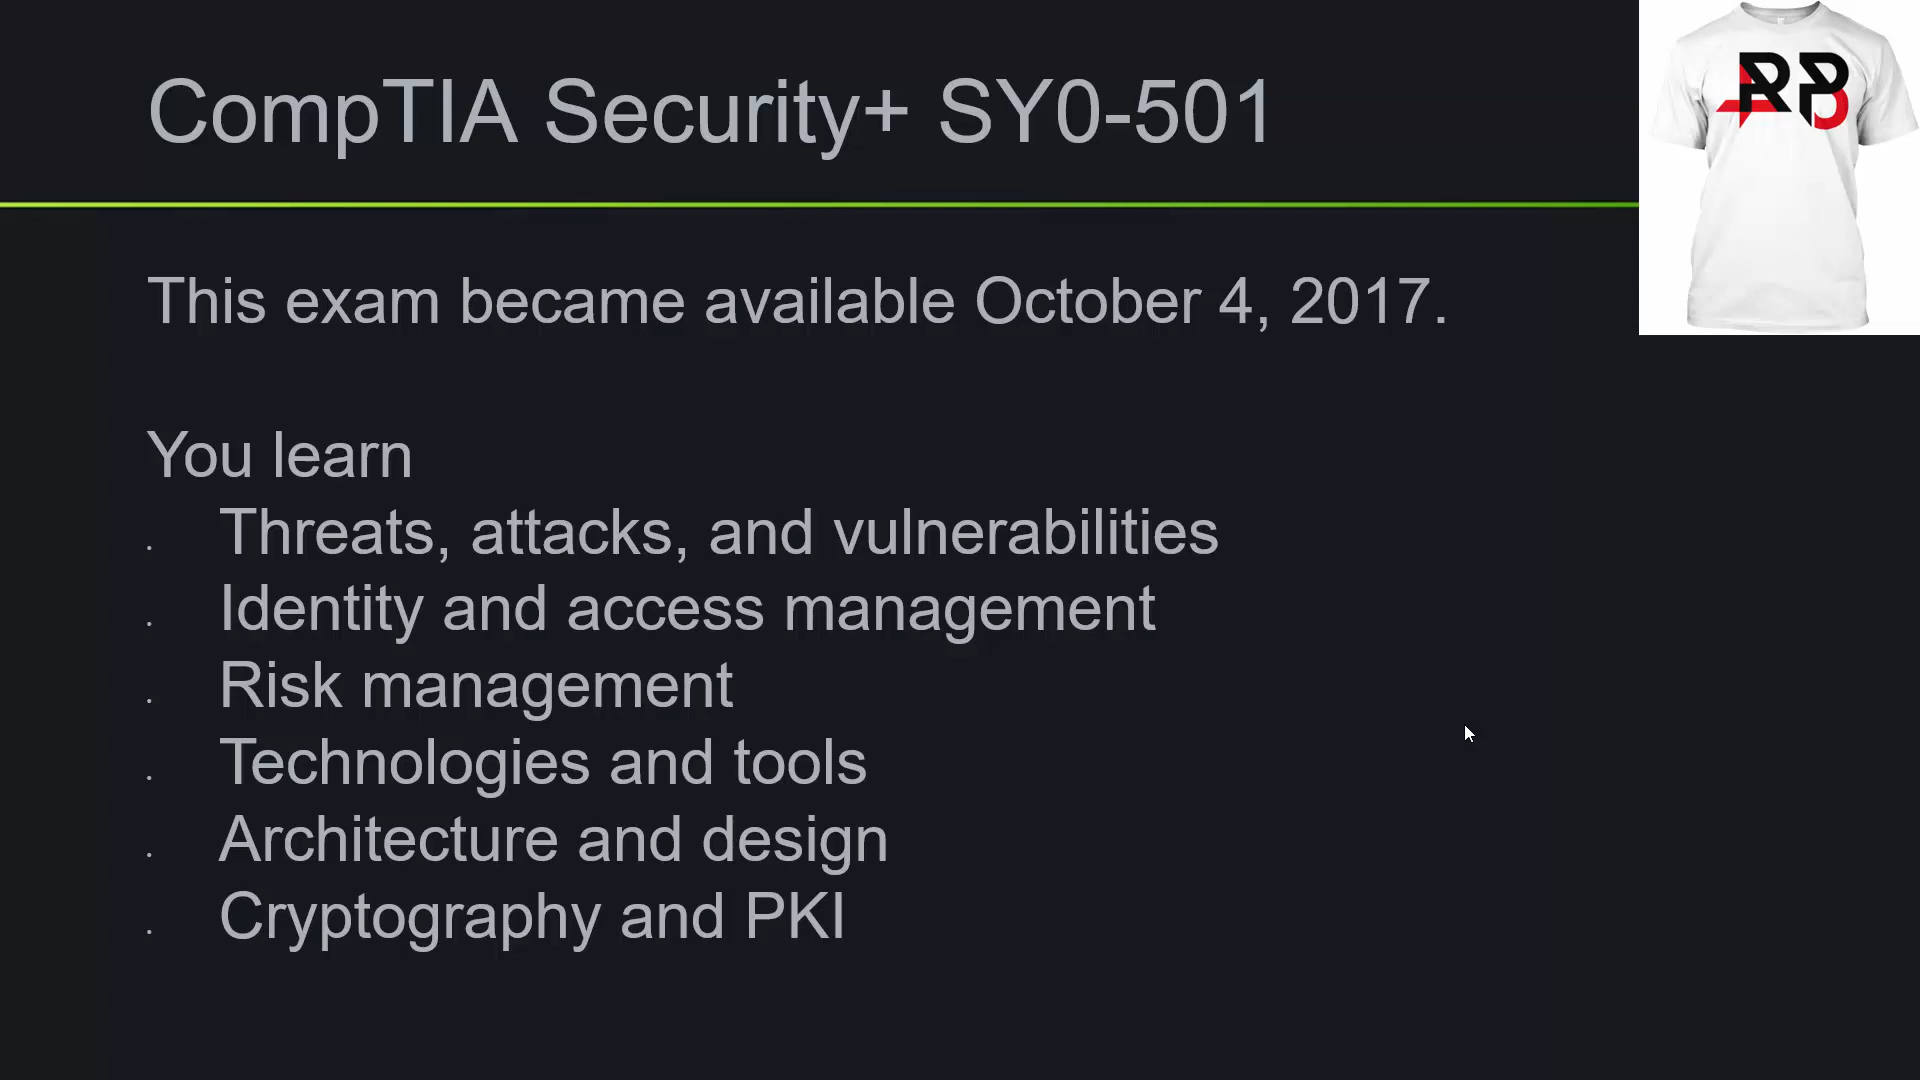 CompTIA Security+ SY0-501
RB
This exam became available October 4, 2017.
You learn
. Threats, attacks, and vulnerabilities
. Identity and access management
. Risk management
. Technologies and tools
. Architecture and design
. Cryptography and PKI